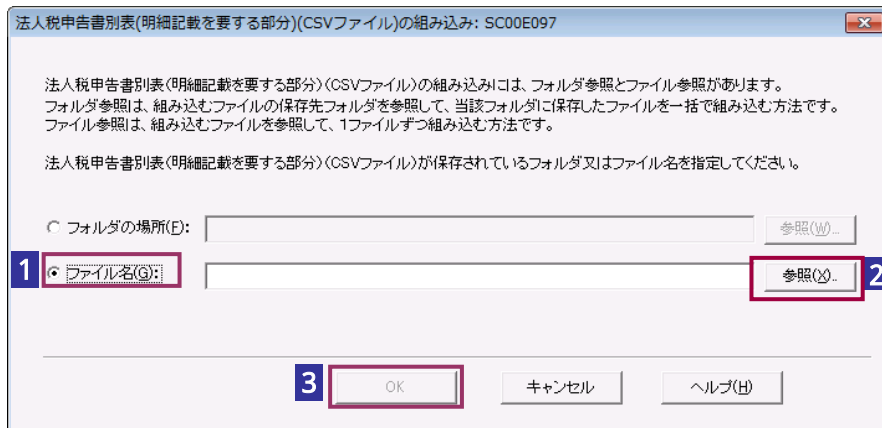 法人税申告書別表(明細記載を要する部分)(CSVファイル)の組み込み: SC00E097
法人税申告書別表(明細記載を要する部分)(CSVファイル)の組み込みには、フォルダ参照とファイル参照があります。
フォルダ参照は、組み込むファイルの保存先フォルダを参照して、当該フォルダに保存したファイルを一括で組み込む方法です。
ファイル参照は、組み込むファイルを参照して、1ファイルずつ組み込む方法です。
法人税申告書別表(明細記載を要する部分)(CSVファイル)が保存されているフォルダ又はファイル名を指定してください。
フォルダの場所(F): 参照(W)...
1 ファイル名(G): 参照(X)... 2
3 OK キャンセル ヘルプ(H)